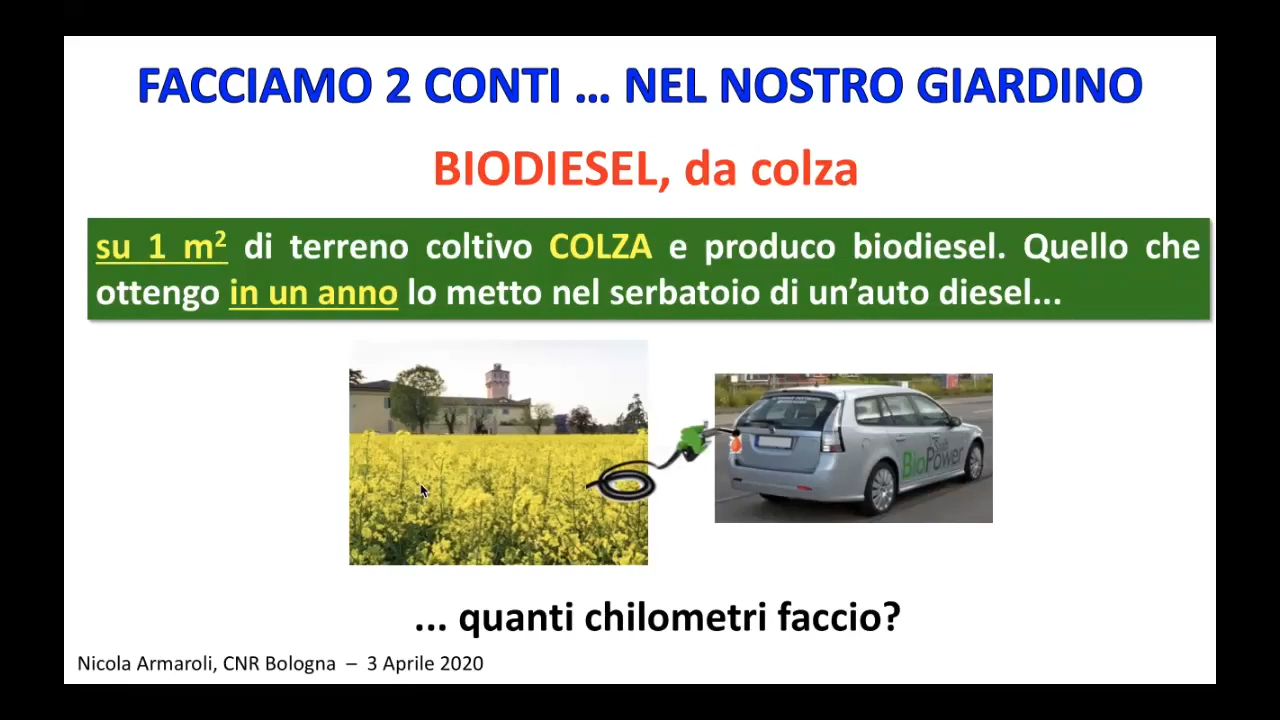 FACCIAMO 2 CONTI ... NEL NOSTRO GIARDINO
BIODIESEL, da colza
su 1 m² di terreno coltivo COLZA e produco biodiesel. Quello che
ottengo in un anno lo metto nel serbatoio di un'auto diesel...
BioPower
... quanti chilometri faccio?
Nicola Armaroli, CNR Bologna – 3 Aprile 2020